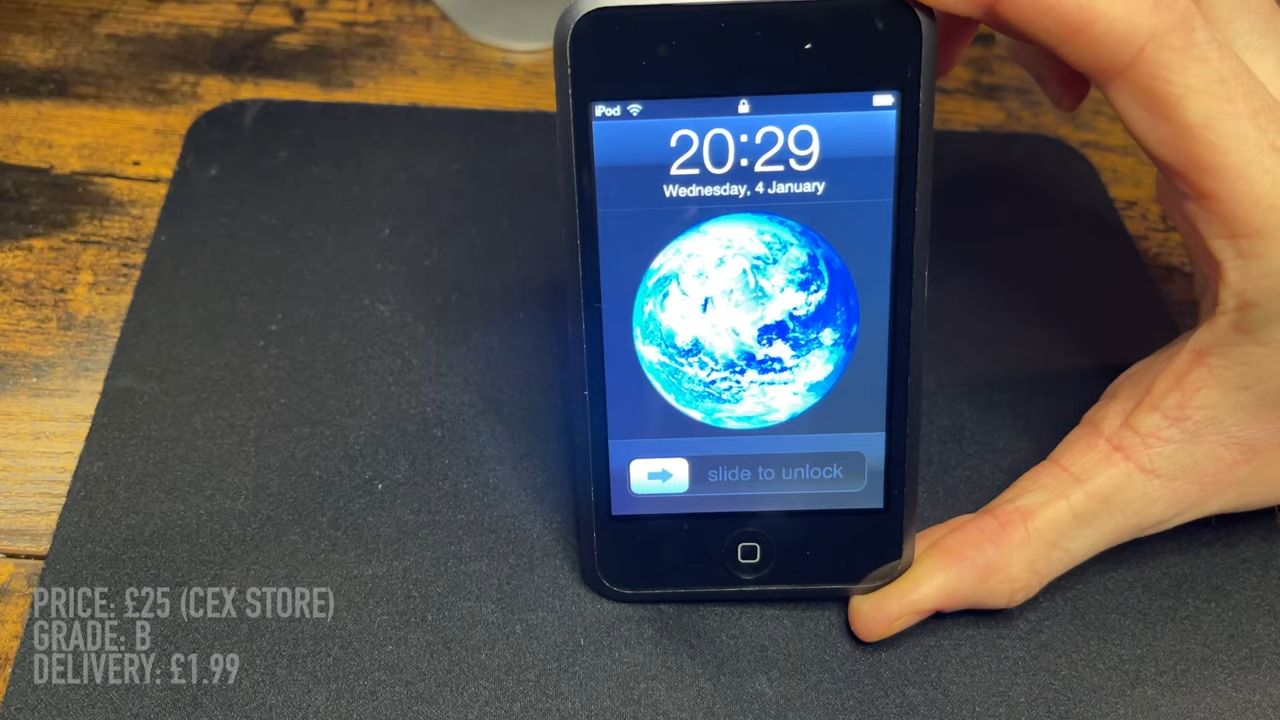 iPod
20:29
Wednesday, 4 January
slide to unlock
PRICE: £25 (CEX STORE)
GRADE: B
DELIVERY: £1.99